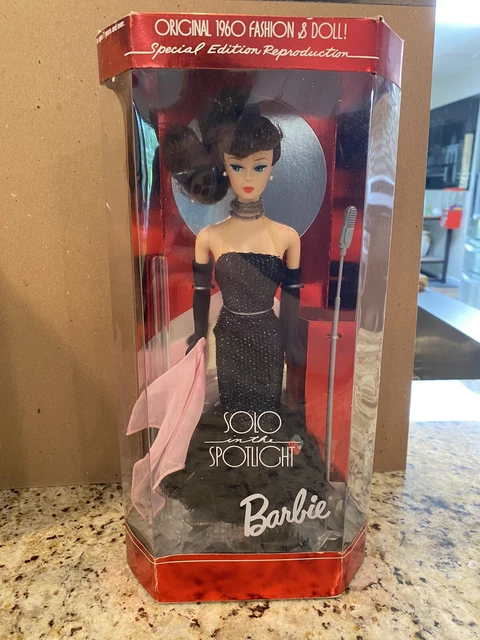 ORIGINAL 1960 FASHION & DOLL!
Special Edition Reproduction
SOLO
in the
SPOTLIGHT
Barbie